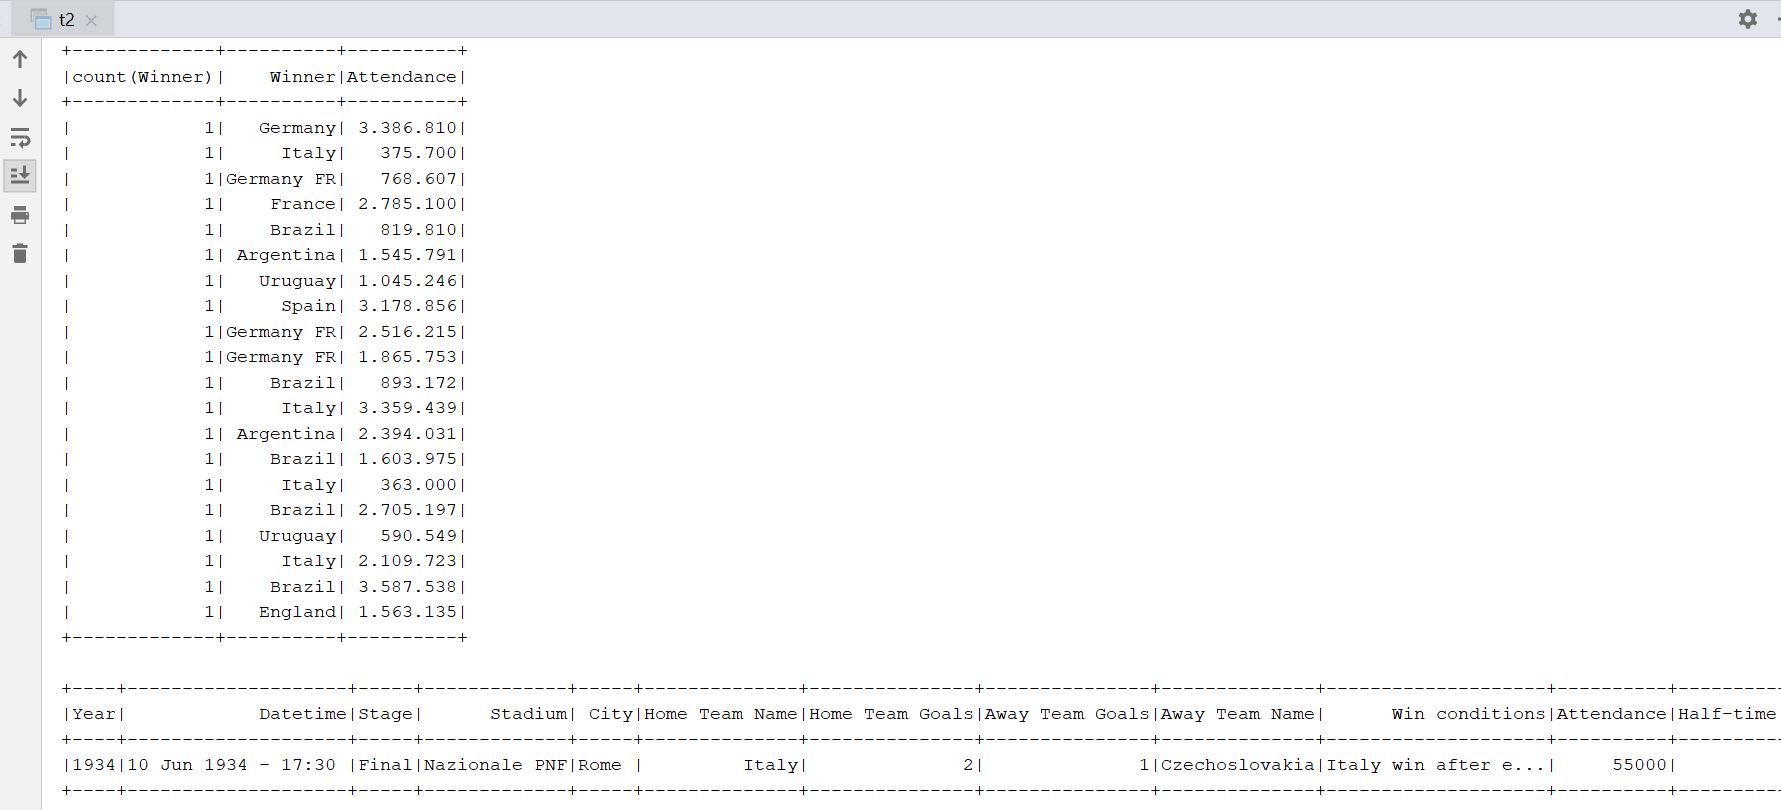 t2
+-------------+----------+----------+
|count(Winner)|    Winner|Attendance|
+-------------+----------+----------+
|            1|   Germany| 3.386.810|
|            1|     Italy|   375.700|
|            1|Germany FR|   768.607|
|            1|    France| 2.785.100|
|            1|    Brazil|   819.810|
|            1| Argentina| 1.545.791|
|            1|   Uruguay| 1.045.246|
|            1|     Spain| 3.178.856|
|            1|Germany FR| 2.516.215|
|            1|Germany FR| 1.865.753|
|            1|    Brazil|   893.172|
|            1|     Italy| 3.359.439|
|            1| Argentina| 2.394.031|
|            1|    Brazil| 1.603.975|
|            1|     Italy|   363.000|
|            1|    Brazil| 2.705.197|
|            1|   Uruguay|   590.549|
|            1|     Italy| 2.109.723|
|            1|    Brazil| 3.587.538|
|            1|   England| 1.563.135|
+-------------+----------+----------+
+----+--------------------+-----+-------------+-----+--------------+---------------+---------------+--------------+--------------------+----------+---------
|Year|            Datetime|Stage|      Stadium| City|Home Team Name|Home Team Goals|Away Team Goals|Away Team Name|      Win conditions|Attendance|Half-time
+----+--------------------+-----+-------------+-----+--------------+---------------+---------------+--------------+--------------------+----------+---------
|1934|10 Jun 1934 - 17:30 |Final|Nazionale PNF|Rome |         Italy|              2|              1|Czechoslovakia|Italy win after e...|     55000|
+----+--------------------+-----+-------------+-----+--------------+---------------+---------------+--------------+--------------------+----------+---------